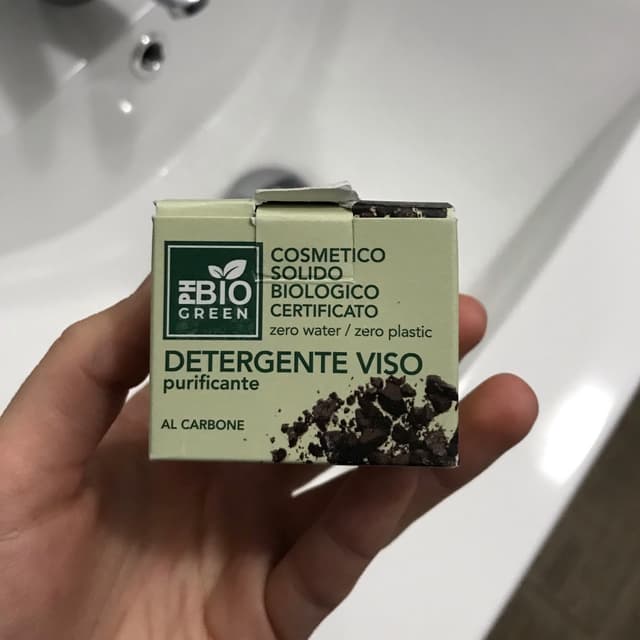 PH BIO
GREEN
COSMETICO
SOLIDO
BIOLOGICO
CERTIFICATO
zero water / zero plastic
DETERGENTE VISO
purificante
AL CARBONE